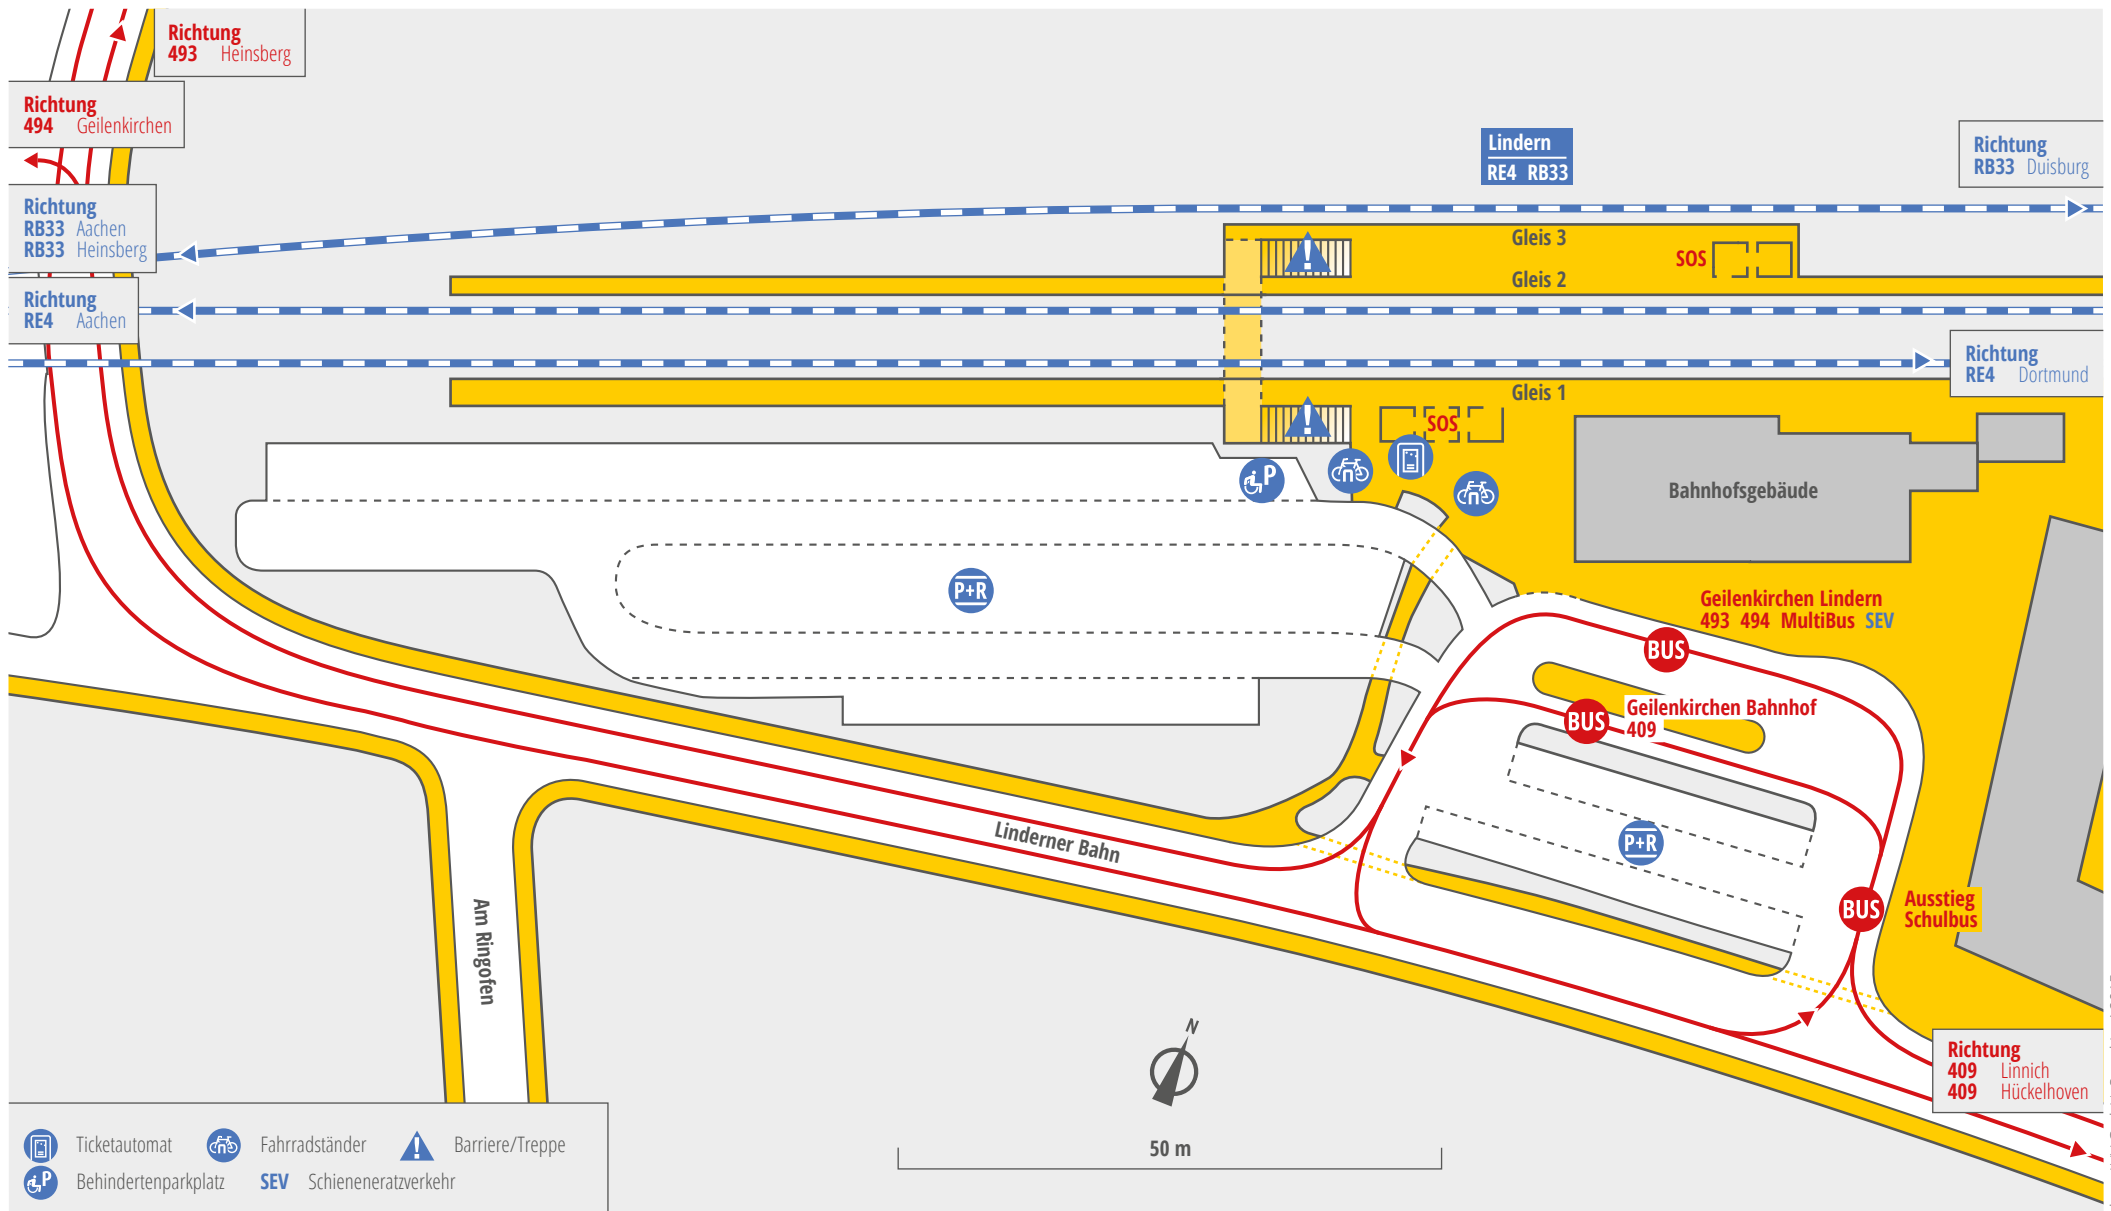 Richtung
493 Heinsberg
Richtung
494 Geilenkirchen
Richtung
RB33 Aachen
RB33 Heinsberg
Richtung
RE4 Aachen
Lindern
RE4 RB33
Richtung
RB33 Duisburg
Gleis 3
SOS
Gleis 2
Richtung
RE4 Dortmund
Gleis 1
SOS
P
Bahnhofsgebäude
P+R
Geilenkirchen Lindern
493 494 MultiBus SEV
BUS
Geilenkirchen Bahnhof
BUS
409
P+R
Linderner Bahn
BUS
Ausstieg
Schulbus
Am Ringofen
N
Richtung
409 Linnich
409 Hückelhoven
50 m
Ticketautomat
Fahrradständer
! Barriere/Treppe
P Behindertenparkplatz
SEV Schieneneratzverkehr